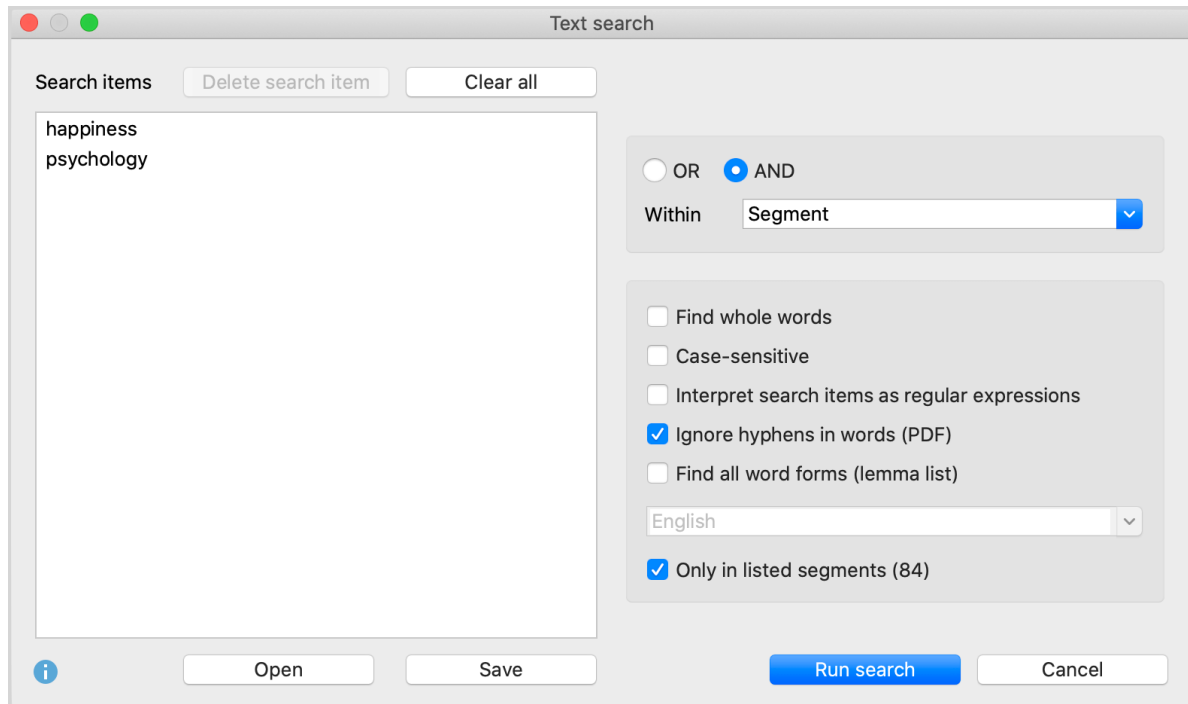 Text search
Search items
Delete search item
Clear all
happiness
psychology
OR
AND
Within
Segment
Find whole words
Case-sensitive
Interpret search items as regular expressions
Ignore hyphens in words (PDF)
Find all word forms (lemma list)
English
Only in listed segments (84)
Open
Save
Run search
Cancel